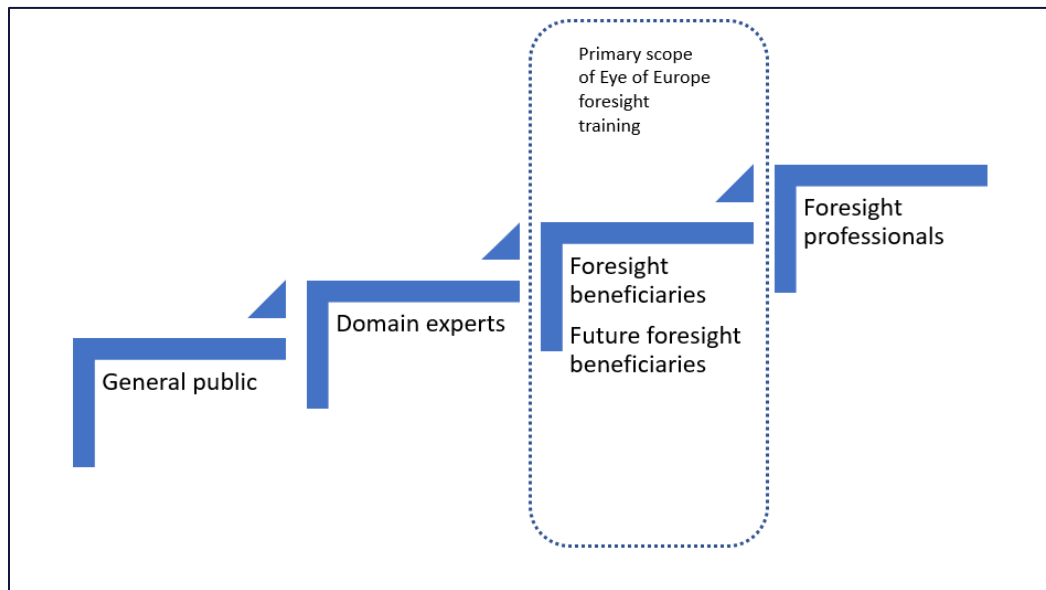 Primary scope
of Eye of Europe
foresight
training
Foresight
professionals
Foresight
beneficiaries
Future foresight
beneficiaries
Domain experts
General public